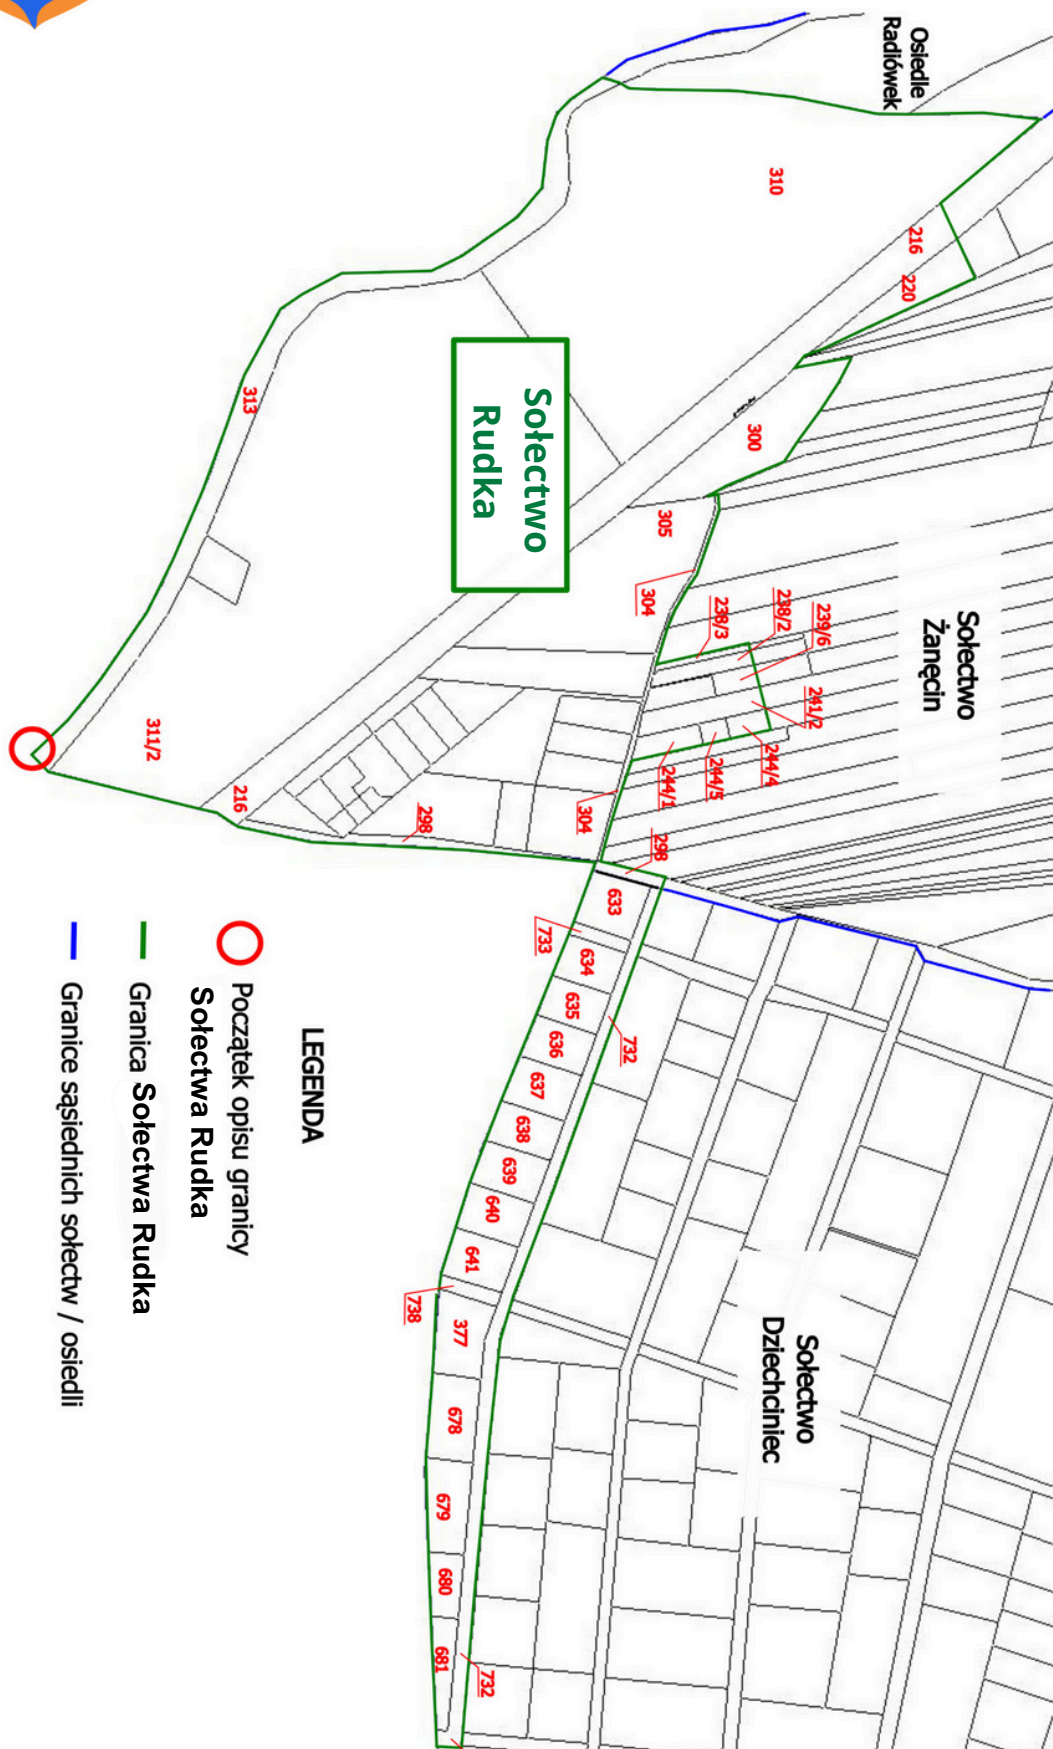 Osiedle
Radiówek
310
216
220
313
300
Sołectwo
Rudka
305
304
238/3
238/2
239/6
241/2
244/4
244/5
244/1
Sołectwo
Żanęcin
311/2
216
298
304
298
633
733
634
635
636
732
637
638
639
640
641
738
377
678
679
680
681
732
Sołectwo
Dziechciniec
LEGENDA
Początek opisu granicy
Sołectwa Rudka
Granica Sołectwa Rudka
Granice sąsiednich sołectw / osiedli